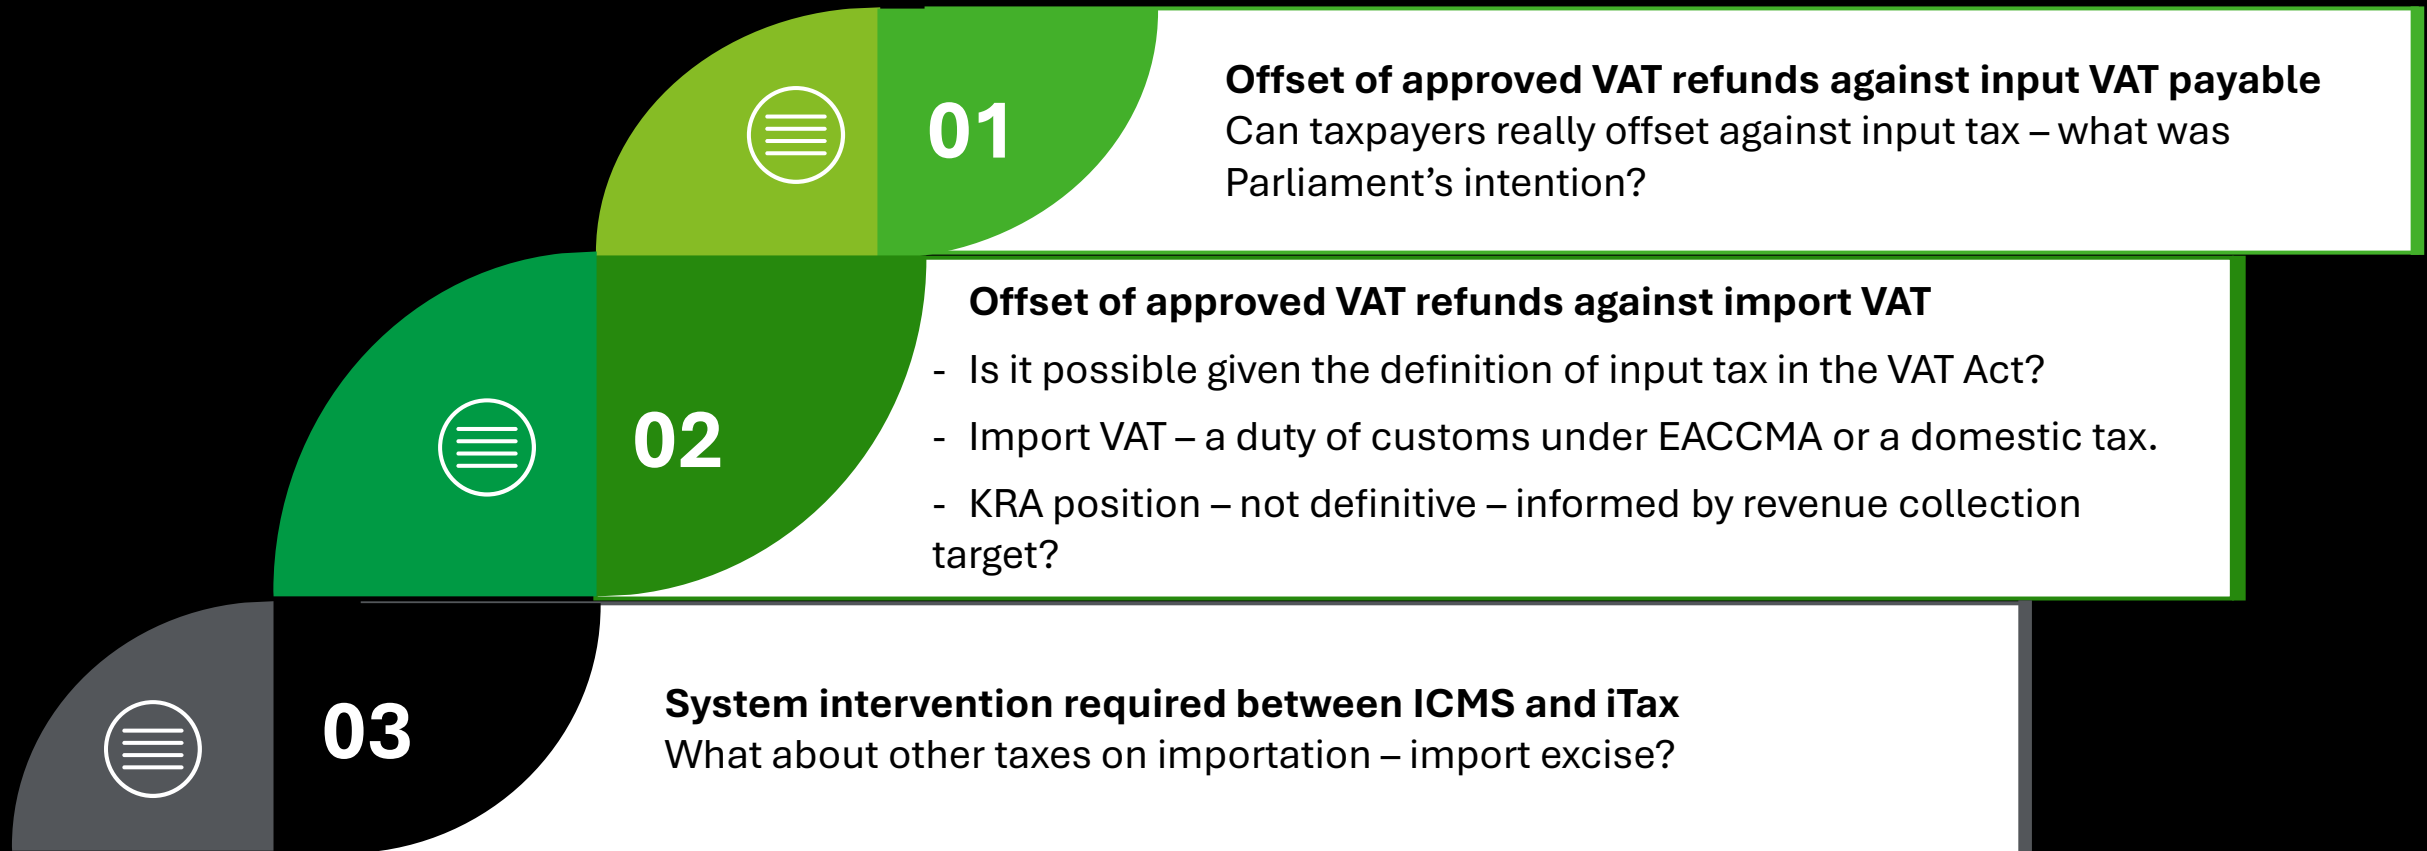 01
Offset of approved VAT refunds against input VAT payable
Can taxpayers really offset against input tax – what was
Parliament’s intention?
02
Offset of approved VAT refunds against import VAT
- Is it possible given the definition of input tax in the VAT Act?
- Import VAT – a duty of customs under EACCMA or a domestic tax.
- KRA position – not definitive – informed by revenue collection
target?
03
System intervention required between ICMS and iTax
What about other taxes on importation – import excise?